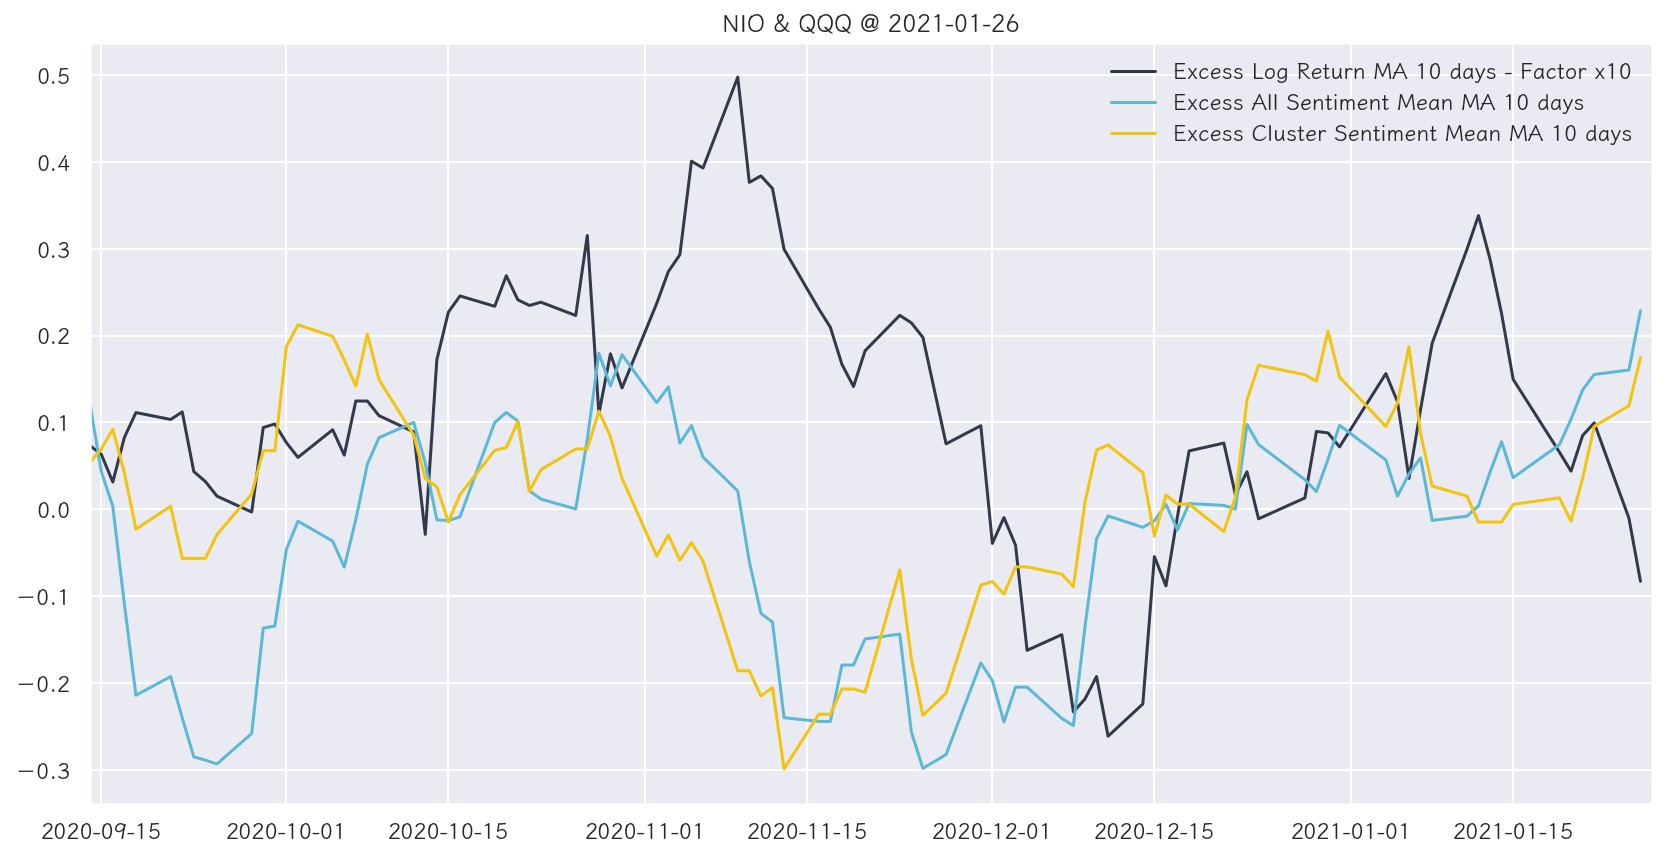 NIO & QQQ @ 2021-01-26
Excess Log Return MA 10 days - Factor x10
Excess All Sentiment Mean MA 10 days
Excess Cluster Sentiment Mean MA 10 days
0.5
0.4
0.3
0.2
0.1
0.0
−0.1
−0.2
−0.3
2020-09-15 2020-10-01 2020-10-15 2020-11-01 2020-11-15 2020-12-01 2020-12-15 2021-01-01 2021-01-15